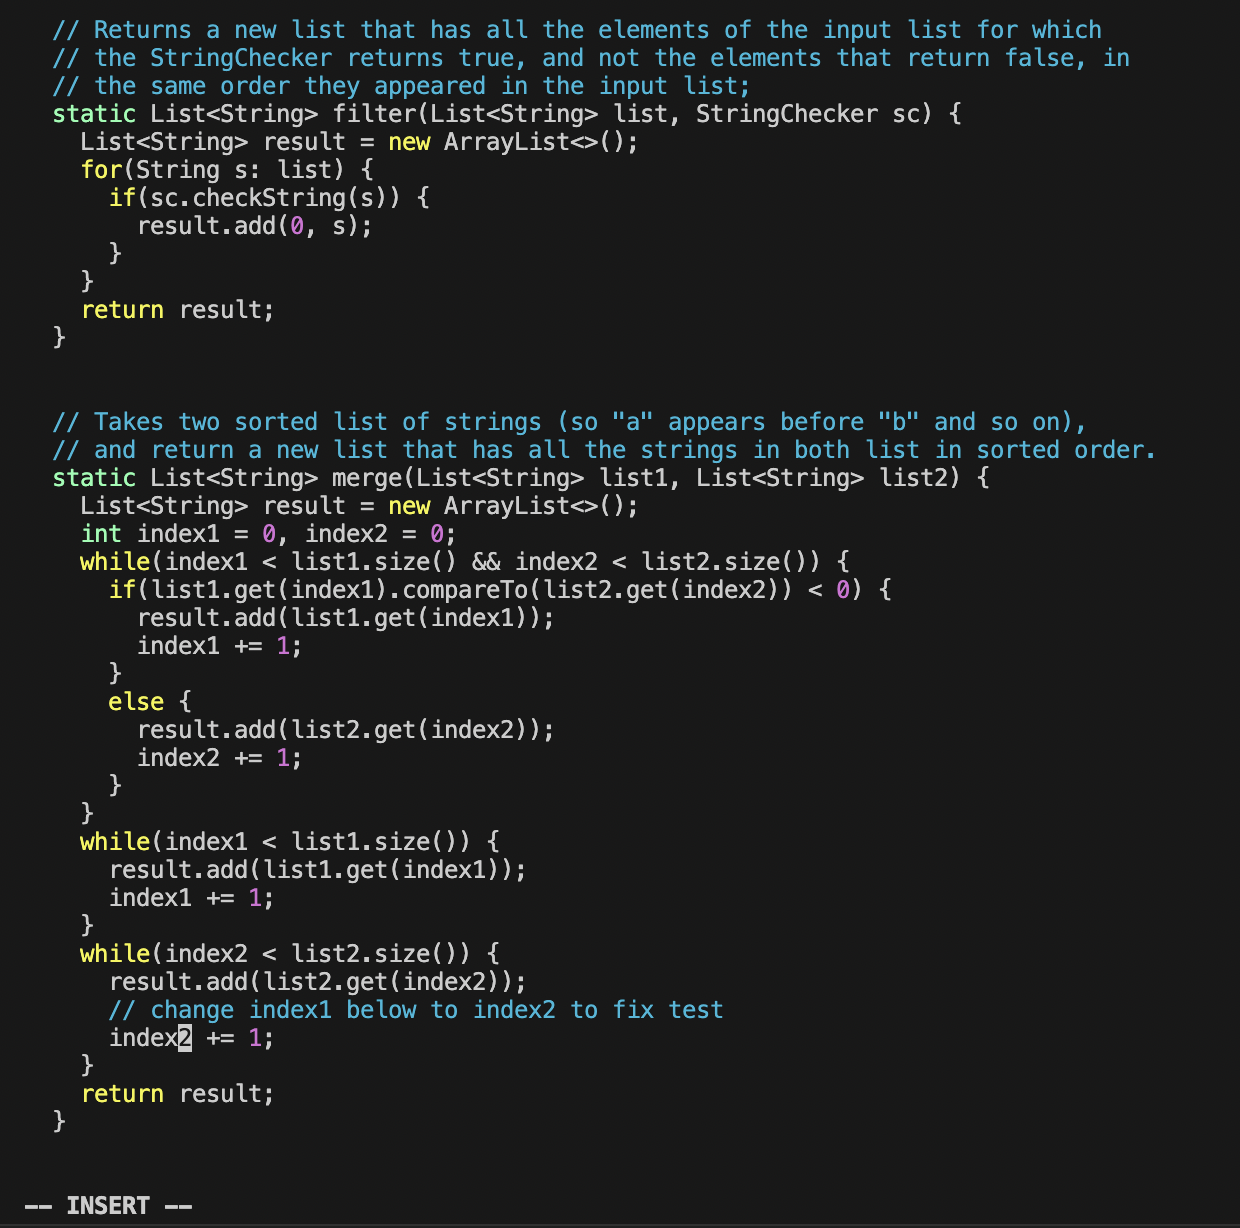 // Returns a new list that has all the elements of the input list for which
// the StringChecker returns true, and not the elements that return false, in
// the same order they appeared in the input list;
static List<String> filter(List<String> list, StringChecker sc) {
  List<String> result = new ArrayList<>();
  for(String s: list) {
    if(sc.checkString(s)) {
      result.add(0, s);
    }
  }
  return result;
}
// Takes two sorted list of strings (so "a" appears before "b" and so on),
// and return a new list that has all the strings in both list in sorted order.
static List<String> merge(List<String> list1, List<String> list2) {
  List<String> result = new ArrayList<>();
  int index1 = 0, index2 = 0;
  while(index1 < list1.size() && index2 < list2.size()) {
    if(list1.get(index1).compareTo(list2.get(index2)) < 0) {
      result.add(list1.get(index1));
      index1 += 1;
    }
    else {
      result.add(list2.get(index2));
      index2 += 1;
    }
  }
  while(index1 < list1.size()) {
    result.add(list1.get(index1));
    index1 += 1;
  }
  while(index2 < list2.size()) {
    result.add(list2.get(index2));
    // change index1 below to index2 to fix test
    index2 += 1;
  }
  return result;
}
-- INSERT --